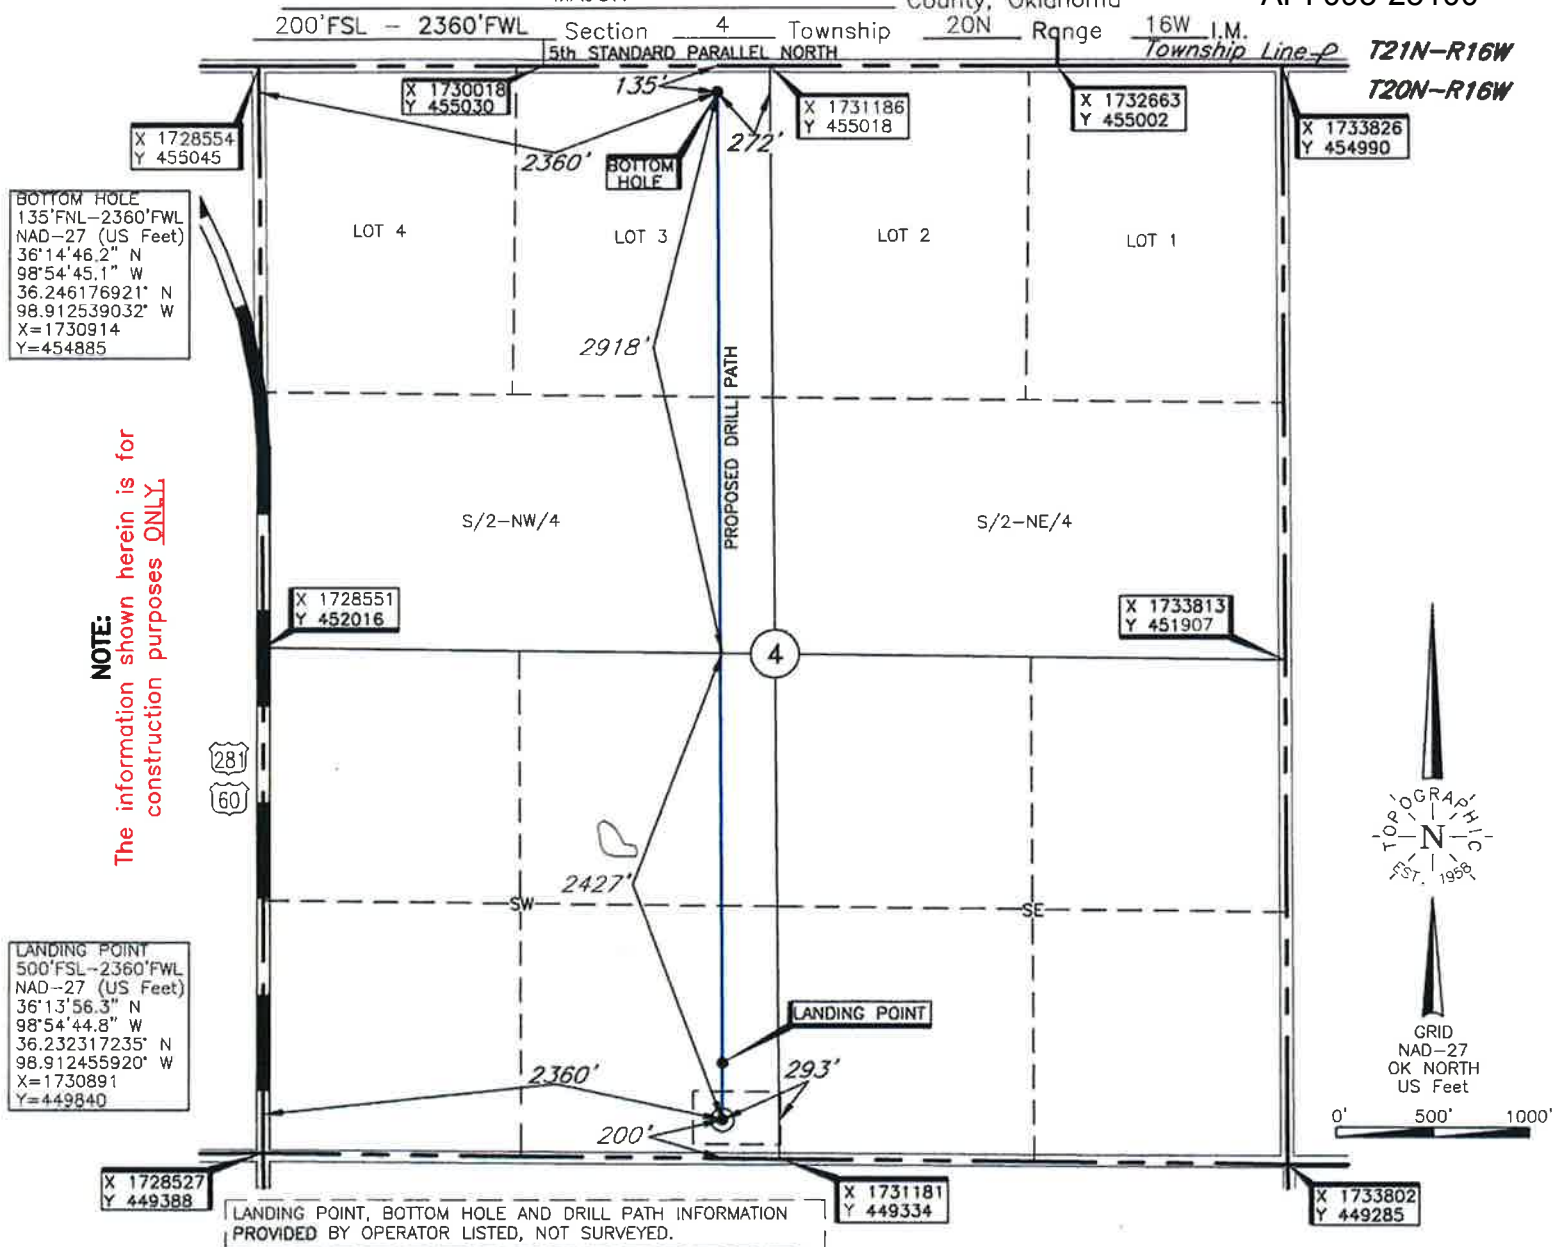 County, Oklahoma
200'FSL - 2360'FWL Section 4 Township 20N Range 16W I.M.
5th STANDARD PARALLEL NORTH
Township Line
T21N-R16W
T20N-R16W
X 1730018
Y 455030
135'
X 1731186
Y 455018
X 1732663
Y 455002
X 1733826
Y 454990
X 1728554
Y 455045
2360'
272'
BOTTOM
HOLE
BOTTOM HOLE
135'FNL-2360'FWL
NAD-27 (US Feet)
36°14'46.2" N
98°54'45.1" W
36.246176921° N
98.912539032° W
X=1730914
Y=454885
LOT 4
LOT 3
LOT 2
LOT 1
2918'
PROPOSED DRILL PATH
S/2-NW/4
S/2-NE/4
NOTE:
The information shown herein is for
construction purposes ONLY.
X 1728551
Y 452016
X 1733813
Y 451907
4
281
60
2427'
SW
SE
TOPOGRAPHIC
N
EST. 1958
LANDING POINT
500'FSL-2360'FWL
NAD-27 (US Feet)
36°13'56.3" N
98°54'44.8" W
36.232317235° N
98.912455920° W
X=1730891
Y=449840
LANDING POINT
2360'
293'
200'
GRID
NAD-27
OK NORTH
US Feet
0' 500' 1000'
X 1728527
Y 449388
X 1731181
Y 449334
X 1733802
Y 449285
LANDING POINT, BOTTOM HOLE AND DRILL PATH INFORMATION
PROVIDED BY OPERATOR LISTED, NOT SURVEYED.